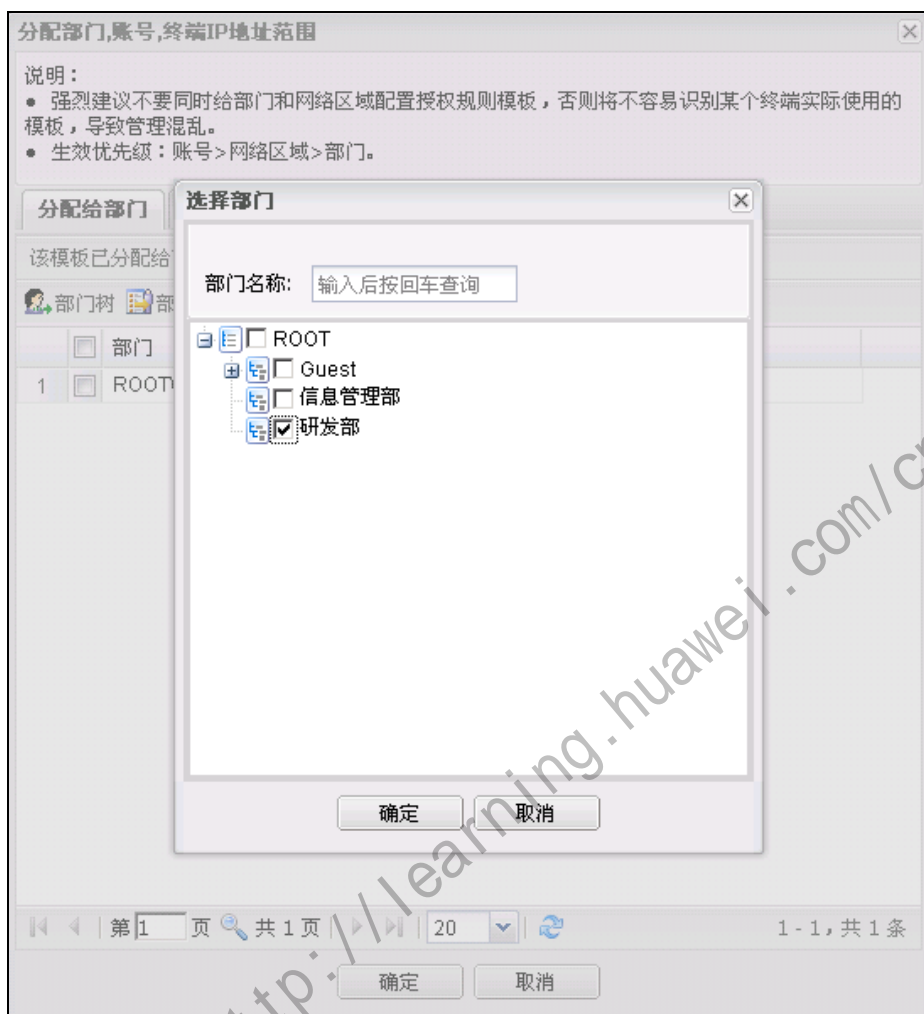 分配部门,账号,终端IP地址范围
说明：
● 强烈建议不要同时给部门和网络区域配置授权规则模板，否则将不容易识别某个终端实际使用的
模板，导致管理混乱。
● 生效优先级：账号>网络区域>部门。
分配给部门
选择部门
该模板已分配给
部门名称:
输入后按回车查询
部门树
部
部门
1
ROOT
ROOT
Guest
信息管理部
研发部
确定
取消
第1
页
共1页
20
1-1，共1条
确定
取消
http://learning.huawei.com/c